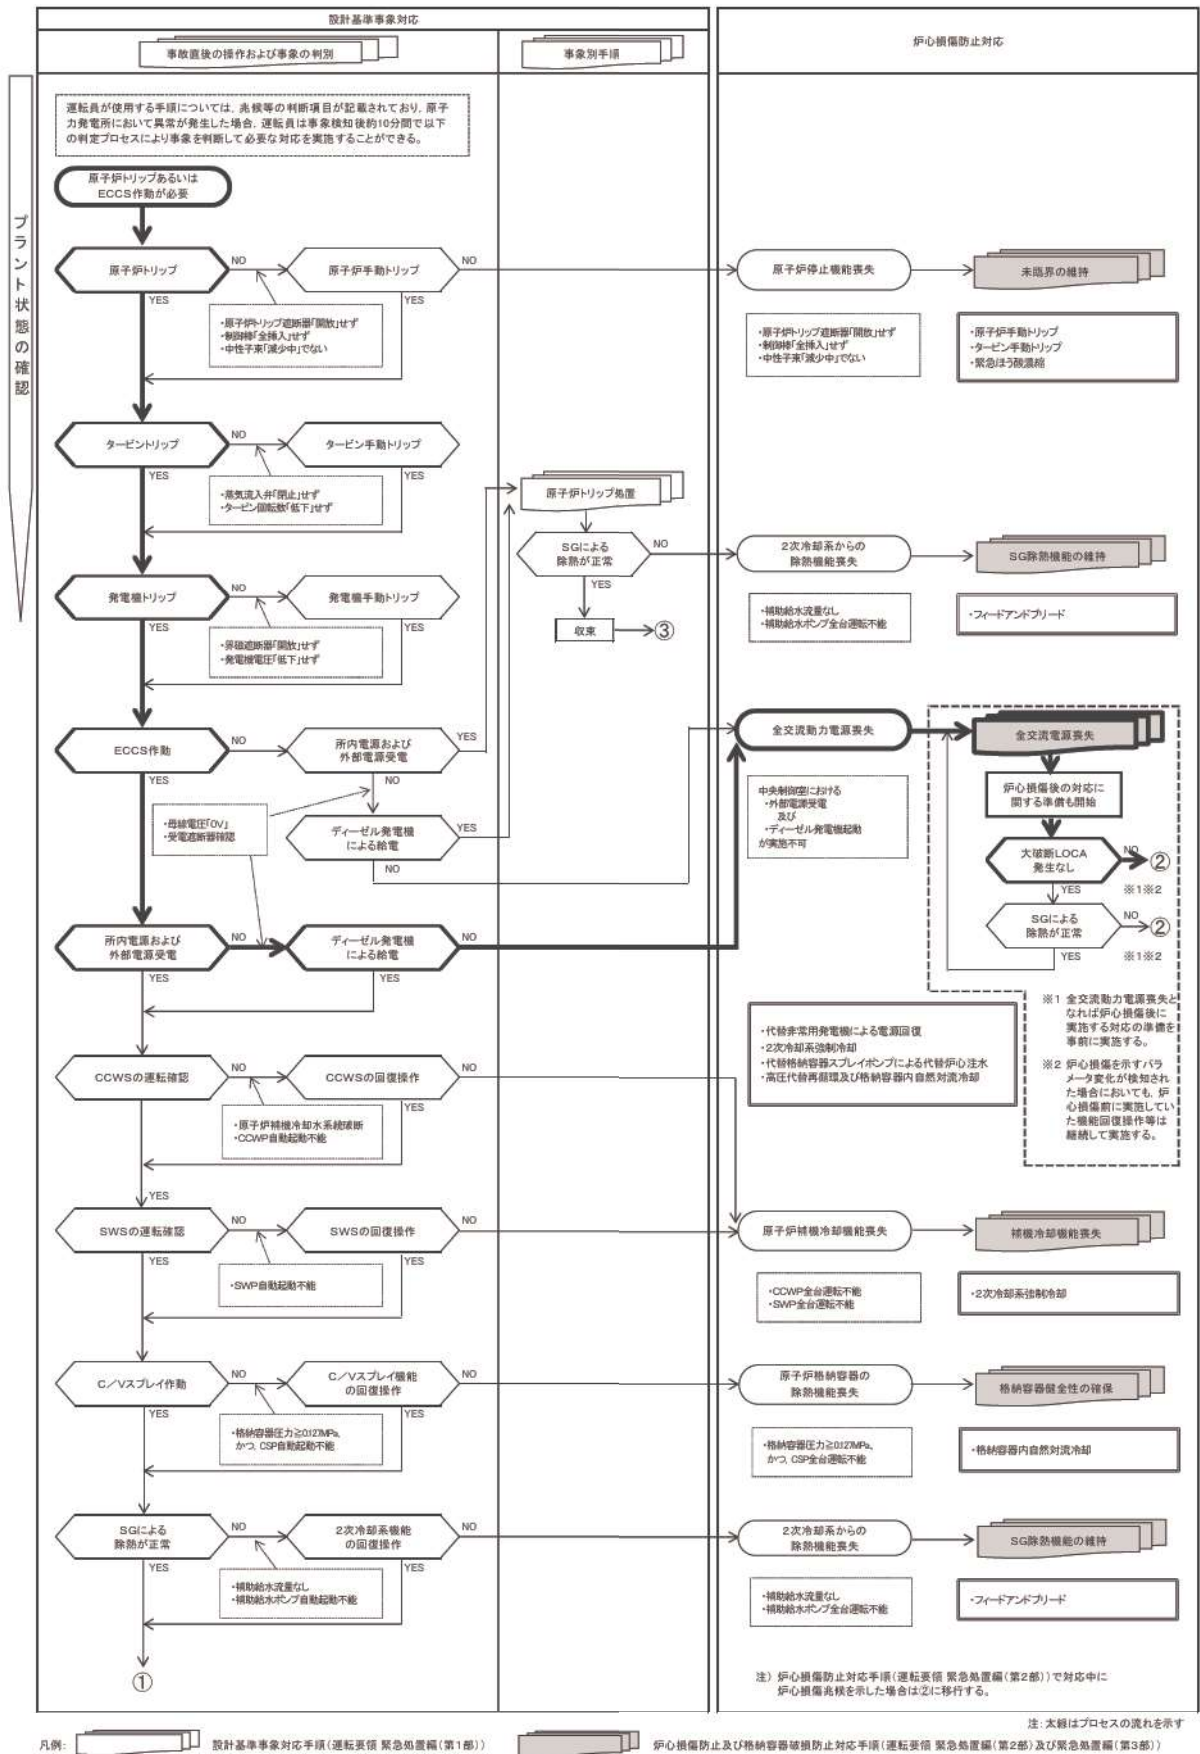 設計基準事象対応
炉心損傷防止対応
事故直後の操作および事象の判別
事象別手順
プラント状態の確認
運転員が使用する手順については、兆候等の判断項目が記載されており、原子
力発電所において異常が発生した場合、運転員は事象検知後約10分間で以下
の判定プロセスにより事象を判断して必要な対応を実施することができる。
原子炉トリップあるいは
ECCS作動が必要
原子炉トリップ
NO
YES
原子炉手動トリップ
NO
YES
・原子炉トリップ遮断器「開放」せず
・制御棒「全挿入」せず
・中性子束「減少中」でない
原子炉停止機能喪失
未臨界の維持
・原子炉トリップ遮断器「開放」せず
・制御棒「全挿入」せず
・中性子束「減少中」でない
・原子炉手動トリップ
・タービン手動トリップ
・緊急ほう酸濃縮
タービントリップ
NO
YES
タービン手動トリップ
YES
・蒸気流入弁「閉止」せず
・タービン回転数「低下」せず
原子炉トリップ処置
SGによる
除熱が正常
NO
YES
収束
③
2次冷却系からの
除熱機能喪失
SG除熱機能の維持
・補助給水流量なし
・補助給水ポンプ全台運転不能
・フィードアンドブリード
発電機トリップ
NO
YES
発電機手動トリップ
YES
・界磁遮断器「開放」せず
・発電機電圧「低下」せず
ECCS作動
NO
YES
所内電源および
外部電源受電
YES
NO
・母線電圧「0V」
・受電遮断器確認
ディーゼル発電機
による給電
YES
NO
全交流動力電源喪失
全交流電源喪失
中央制御室における
・外部電源受電
及び
・ディーゼル発電機起動
が実施不可
炉心損傷後の対応に
関する準備も開始
大破断LOCA
発生なし
NO
②
YES
※1※2
SGによる
除熱が正常
NO
②
YES
※1※2
所内電源および
外部電源受電
NO
YES
ディーゼル発電機
による給電
NO
YES
・代替非常用発電機による電源回復
・2次冷却系強制冷却
・代替格納容器スプレイポンプによる代替炉心注水
・高圧代替再循環及び格納容器内自然対流冷却
※1 全交流動力電源喪失と
なれば炉心損傷後に
実施する対応の準備を
事前に実施する。
※2 炉心損傷を示すパラ
メータ変化が検知され
た場合においても、炉
心損傷前に実施してい
た機能回復操作等は
継続して実施する。
CCWSの運転確認
NO
YES
CCWSの回復操作
NO
YES
・原子炉補機冷却水系統破断
・CCWP自動起動不能
SWSの運転確認
NO
YES
SWSの回復操作
NO
YES
・SWP自動起動不能
原子炉補機冷却機能喪失
補機冷却機能喪失
・CCWP全台運転不能
・SWP全台運転不能
・2次冷却系強制冷却
C/Vスプレイ作動
NO
YES
C/Vスプレイ機能
の回復操作
NO
YES
・格納容器圧力≧0.127MPa、
かつ、CSP自動起動不能
原子炉格納容器の
除熱機能喪失
格納容器健全性の確保
・格納容器圧力≧0.127MPa、
かつ、CSP全台運転不能
・格納容器内自然対流冷却
SGによる
除熱が正常
NO
YES
2次冷却系機能
の回復操作
NO
YES
・補助給水流量なし
・補助給水ポンプ自動起動不能
2次冷却系からの
除熱機能喪失
SG除熱機能の維持
・補助給水流量なし
・補助給水ポンプ全台運転不能
・フィードアンドブリード
①
注) 炉心損傷防止対応手順(運転要領 緊急処置編(第2部))で対応中に
炉心損傷兆候を示した場合は②に移行する。
注:太線はプロセスの流れを示す
凡例:
設計基準事象対応手順(運転要領 緊急処置編(第1部))
炉心損傷防止及び格納容器破損防止対応手順(運転要領 緊急処置編(第2部)及び緊急処置編(第3部))